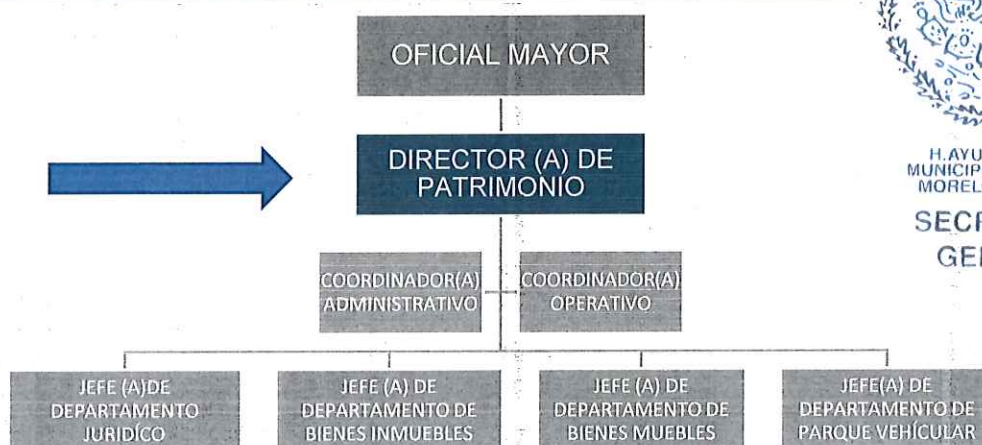 OFICIAL MAYOR
DIRECTOR (A) DE
PATRIMONIO
H.AYU
MUNICIP
MOREL
SECR
GEI
COORDINADOR(A)
ADMINISTRATIVO
COORDINADOR(A)
OPERATIVO
JEFE (A)DE
DEPARTAMENTO
JURIDÍCO
JEFE (A) DE
DEPARTAMENTO DE
BIENES INMUEBLES
JEFE (A) DE
DEPARTAMENTO DE
BIENES MUEBLES
JEFE(A) DE
DEPARTAMENTO DE
PARQUE VEHÍCULAR